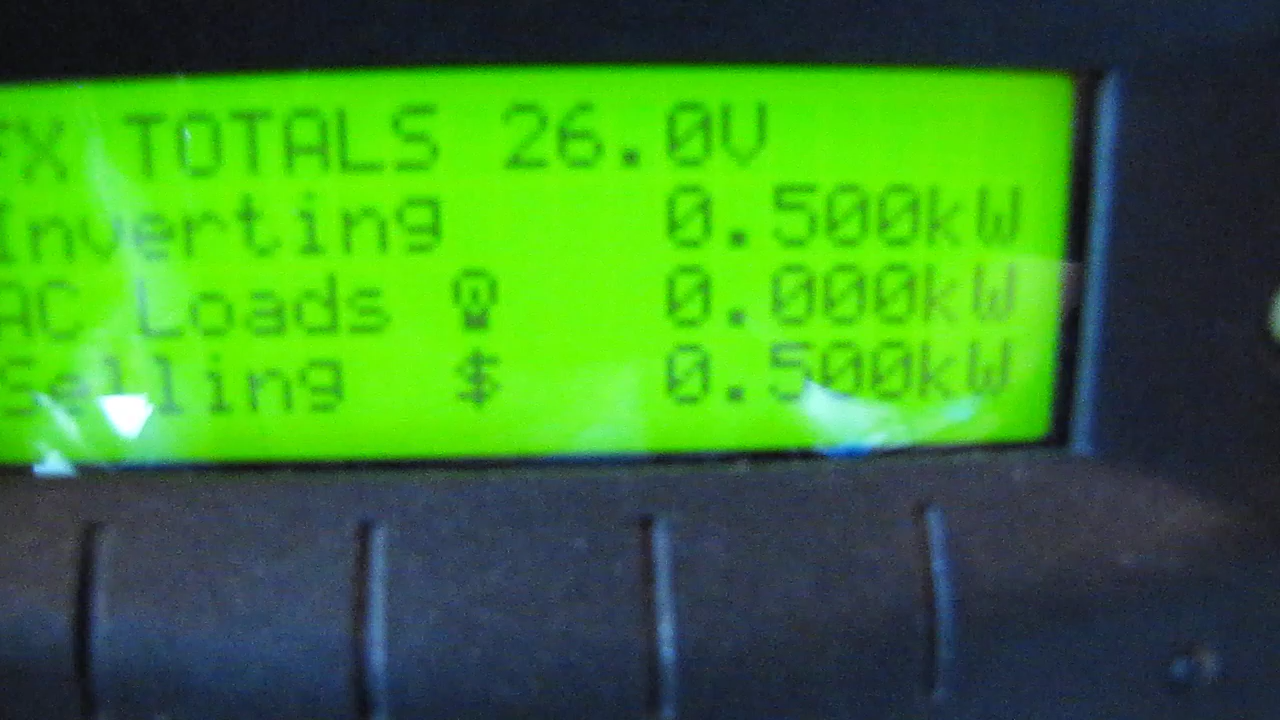 FX TOTALS 26.0V
Inverting 0.500kW
AC Loads 0.000kW
Selling $ 0.500kW